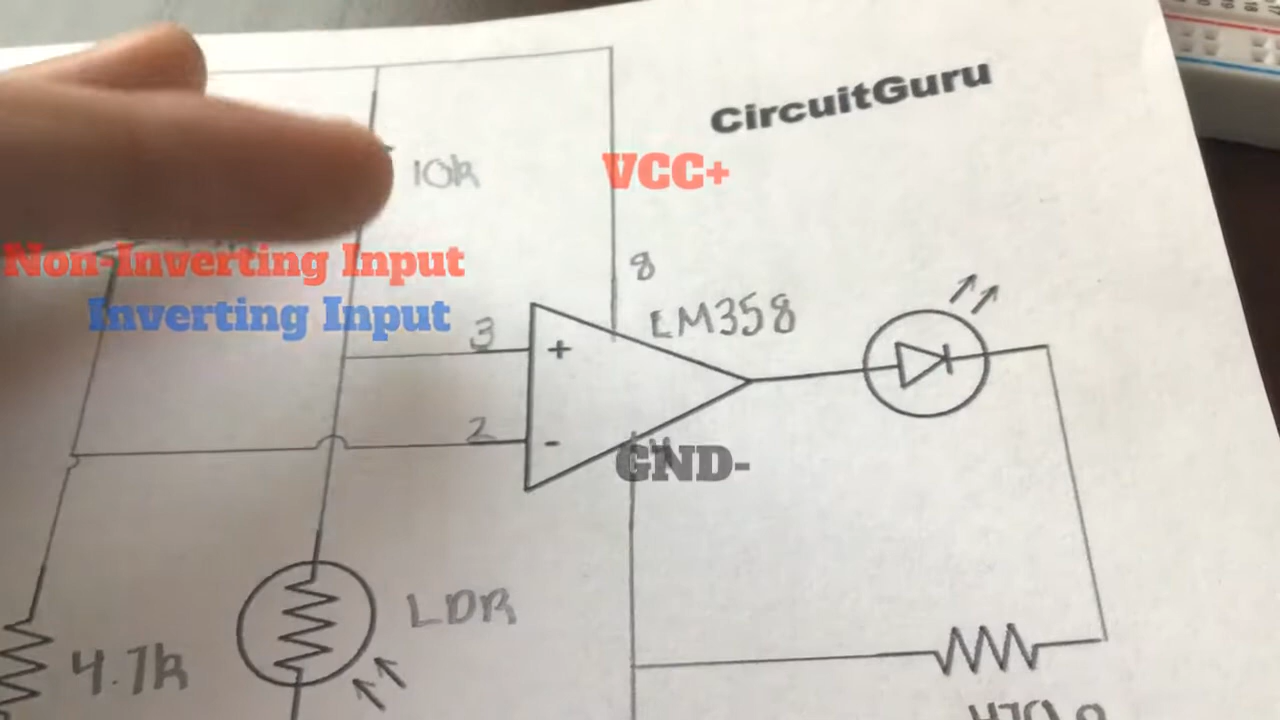 CircuitGuru
VCC+
10k
Non-Inverting Input
8
Inverting Input
LM358
3
+
2
-
GND-
LDR
4.7k